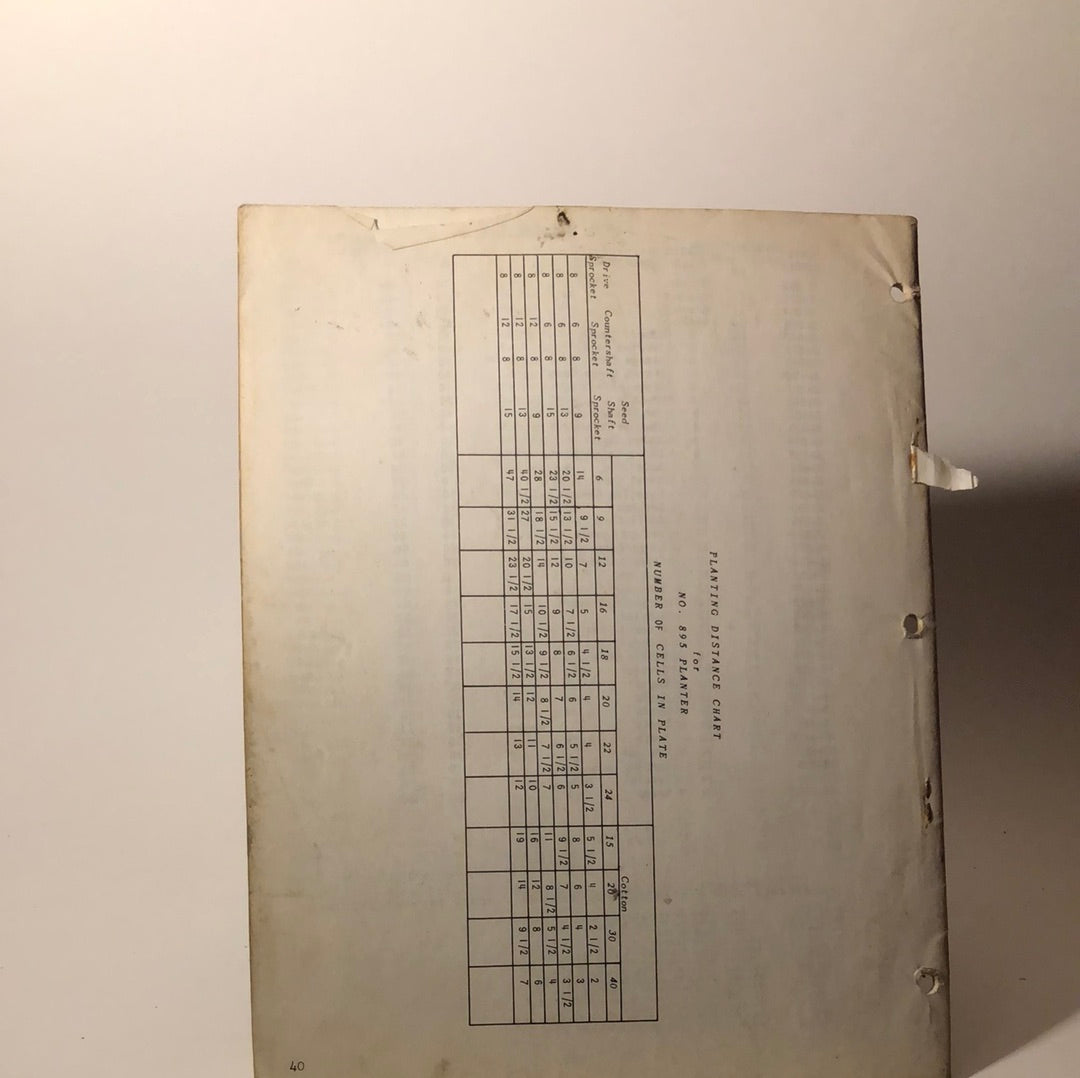 PLANTING DISTANCE CHART
for
NO. 895 PLANTER
NUMBER OF CELLS IN PLATE
Seed Cotton
Drive Countershaft Shaft
Sprocket Sprocket Sprocket 6 9 12 16 18 20 22 24 15 20 30 40
8 6 8 9 14 9 1/2 7 5 4 1/2 4 4 3 1/2 5 1/2 4 2 1/2 2
8 6 8 13 20 1/2 13 1/2 10 7 1/2 6 1/2 6 5 1/2 5 8 6 4 3
8 6 8 15 23 1/2 15 1/2 12 9 8 7 6 1/2 6 9 1/2 7 4 1/2 3 1/2
8 12 8 9 28 18 1/2 14 10 1/2 9 1/2 8 1/2 7 1/2 7 11 8 1/2 5 1/2 4
8 12 8 13 40 1/2 27 20 1/2 15 13 1/2 12 11 10 16 12 8 6
8 12 8 15 47 31 1/2 23 1/2 17 1/2 15 1/2 14 13 12 19 14 9 1/2 7
40